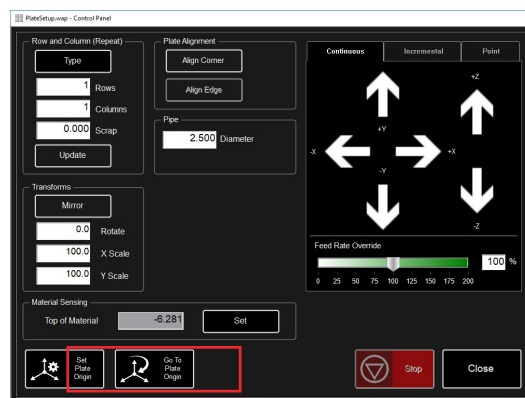 PlateSetup.wap - Control Panel
Row and Column (Repeat)
Type
1 Rows
1 Columns
0.000 Scrap
Update
Plate Alignment
Align Corner
Align Edge
Pipe
2.500 Diameter
Transforms
Mirror
0.0 Rotate
100.0 X Scale
100.0 Y Scale
Material Sensing
Top of Material -6.281 Set
Set
Plate
Origin
Go To
Plate
Origin
Continuous Incremental Point
+Z
+Y
-X +X
-Y
-Z
Feed Rate Override
100 %
0 25 50 75 100 125 150 175 200
Stop
Close